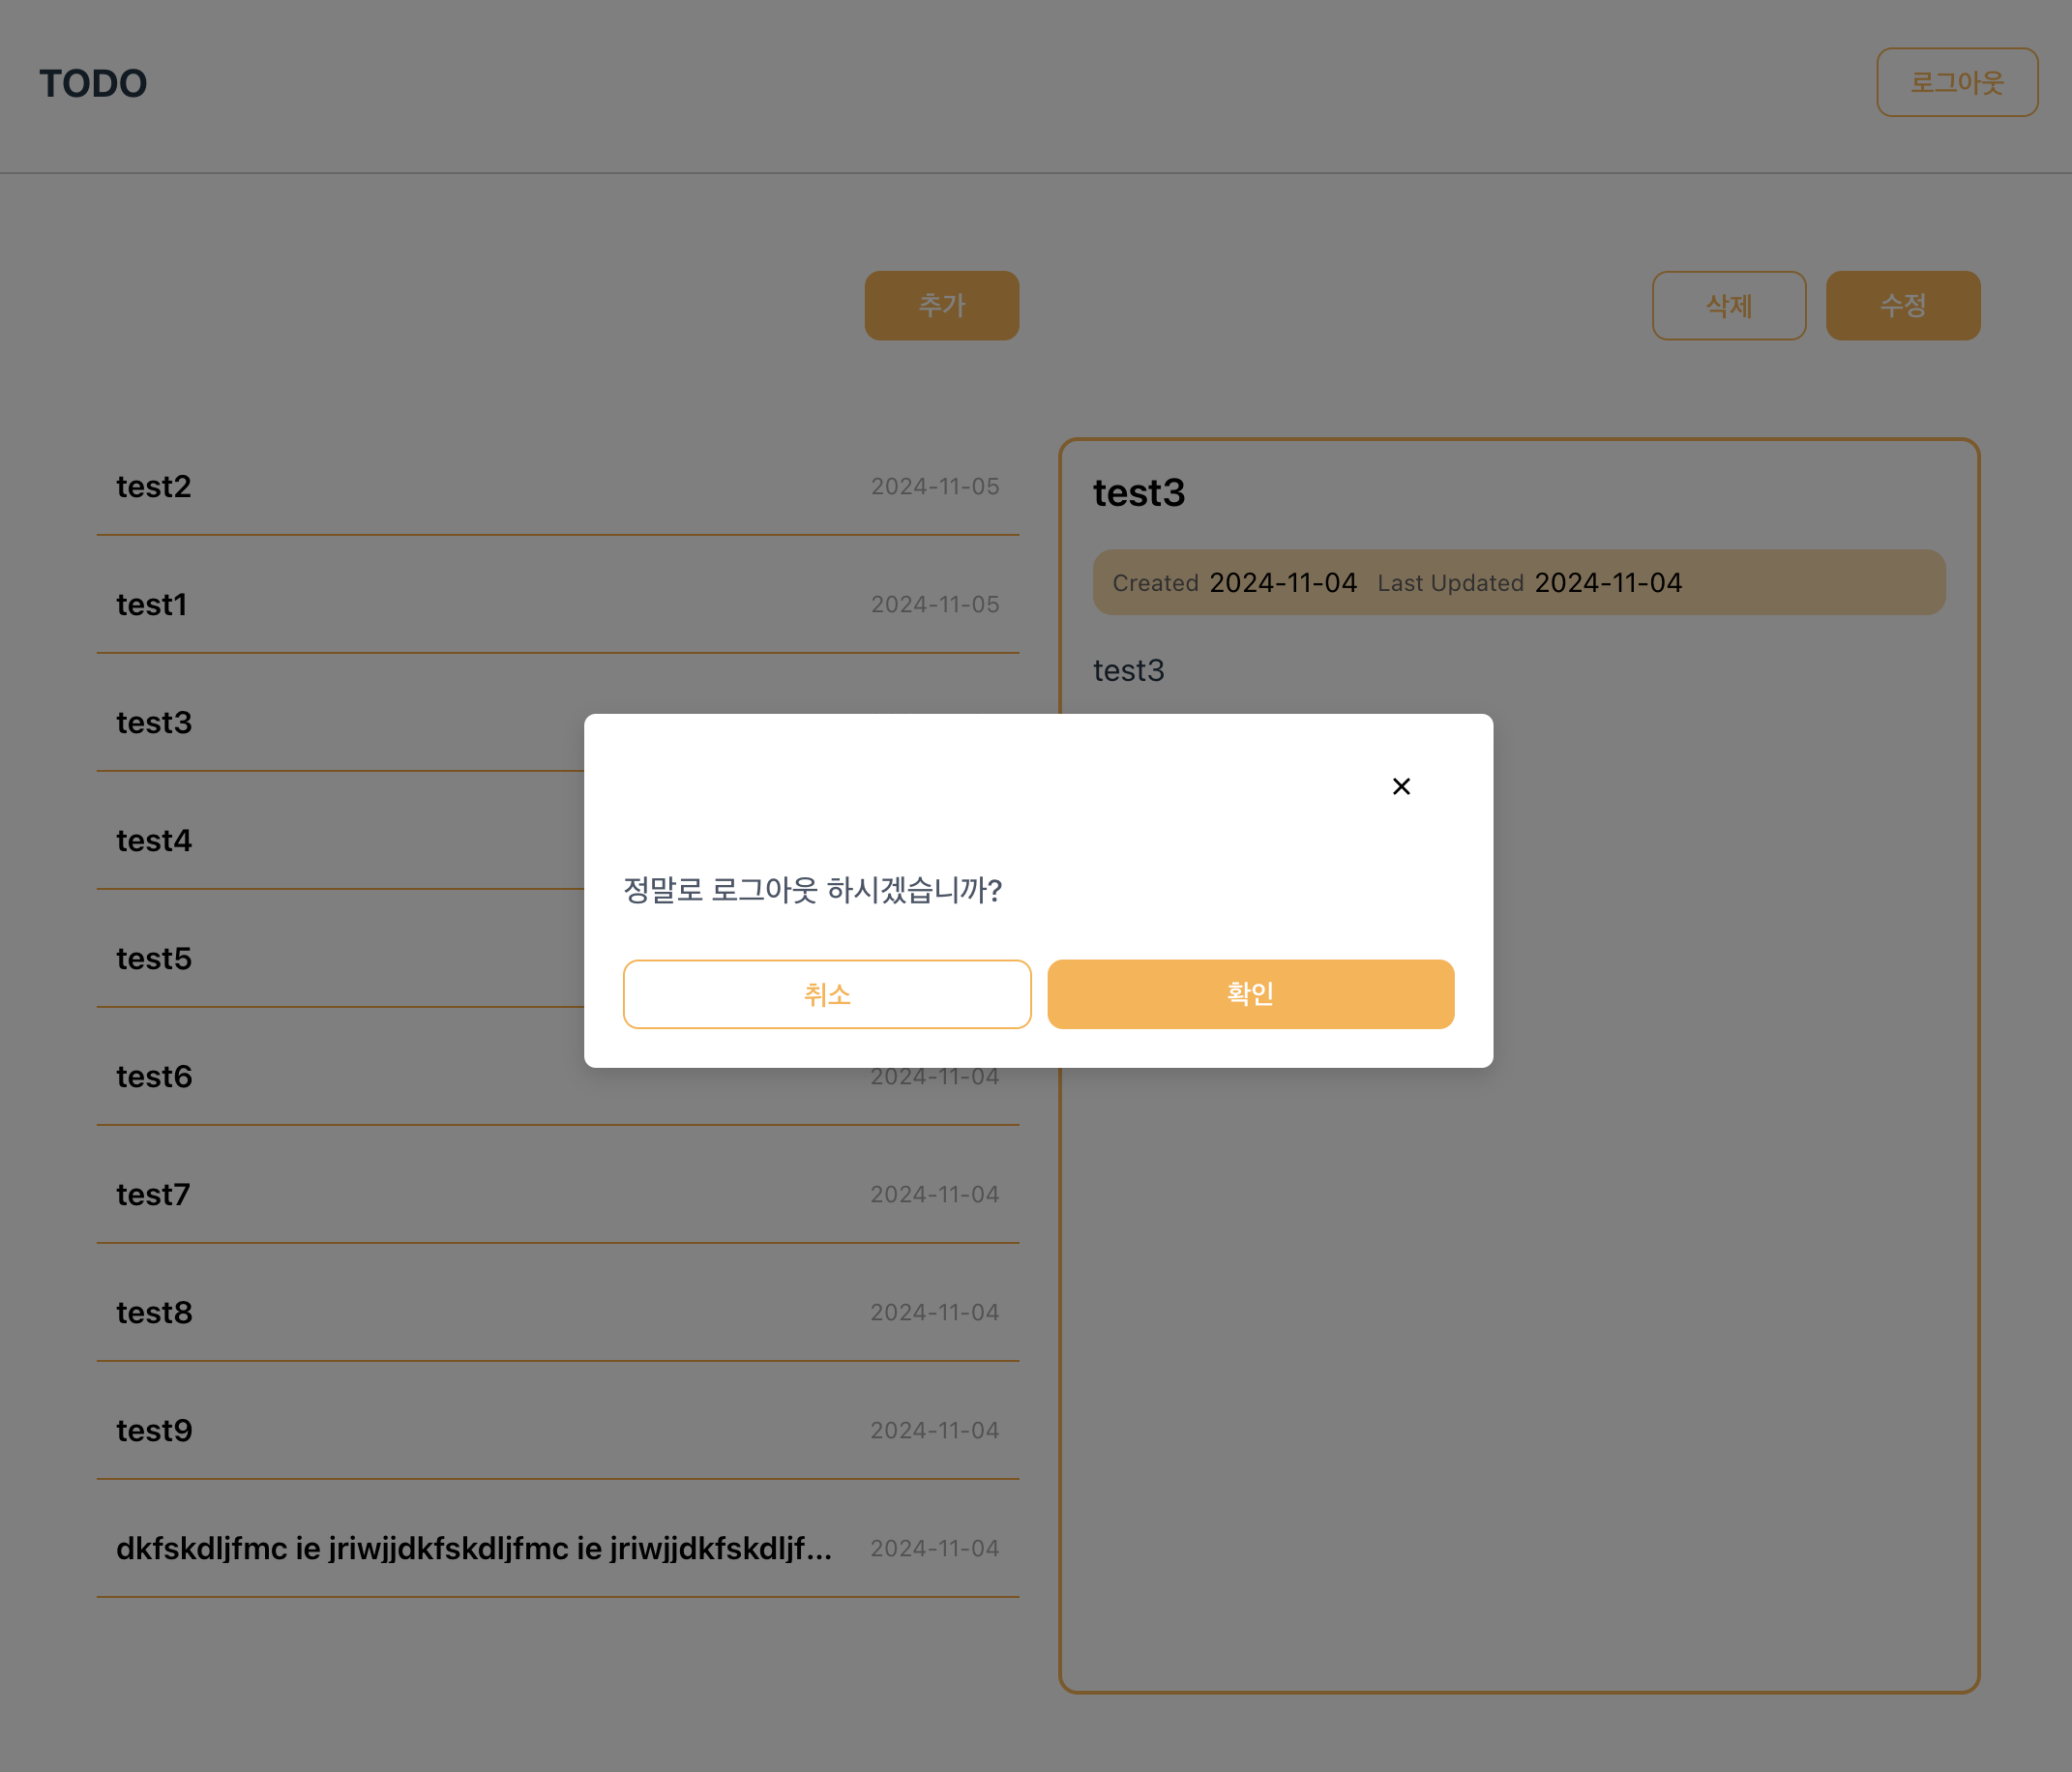 TODO
로그아웃
추가
삭제
수정
test2
2024-11-05
test1
2024-11-05
test3
test4
test5
test6
2024-11-04
test7
2024-11-04
test8
2024-11-04
test9
2024-11-04
dkfskdljfmc ie jriwjjdkfskdljfmc ie jriwjjdkfskdljf...
2024-11-04
test3
Created 2024-11-04 Last Updated 2024-11-04
test3
×
정말로 로그아웃 하시겠습니까?
취소
확인